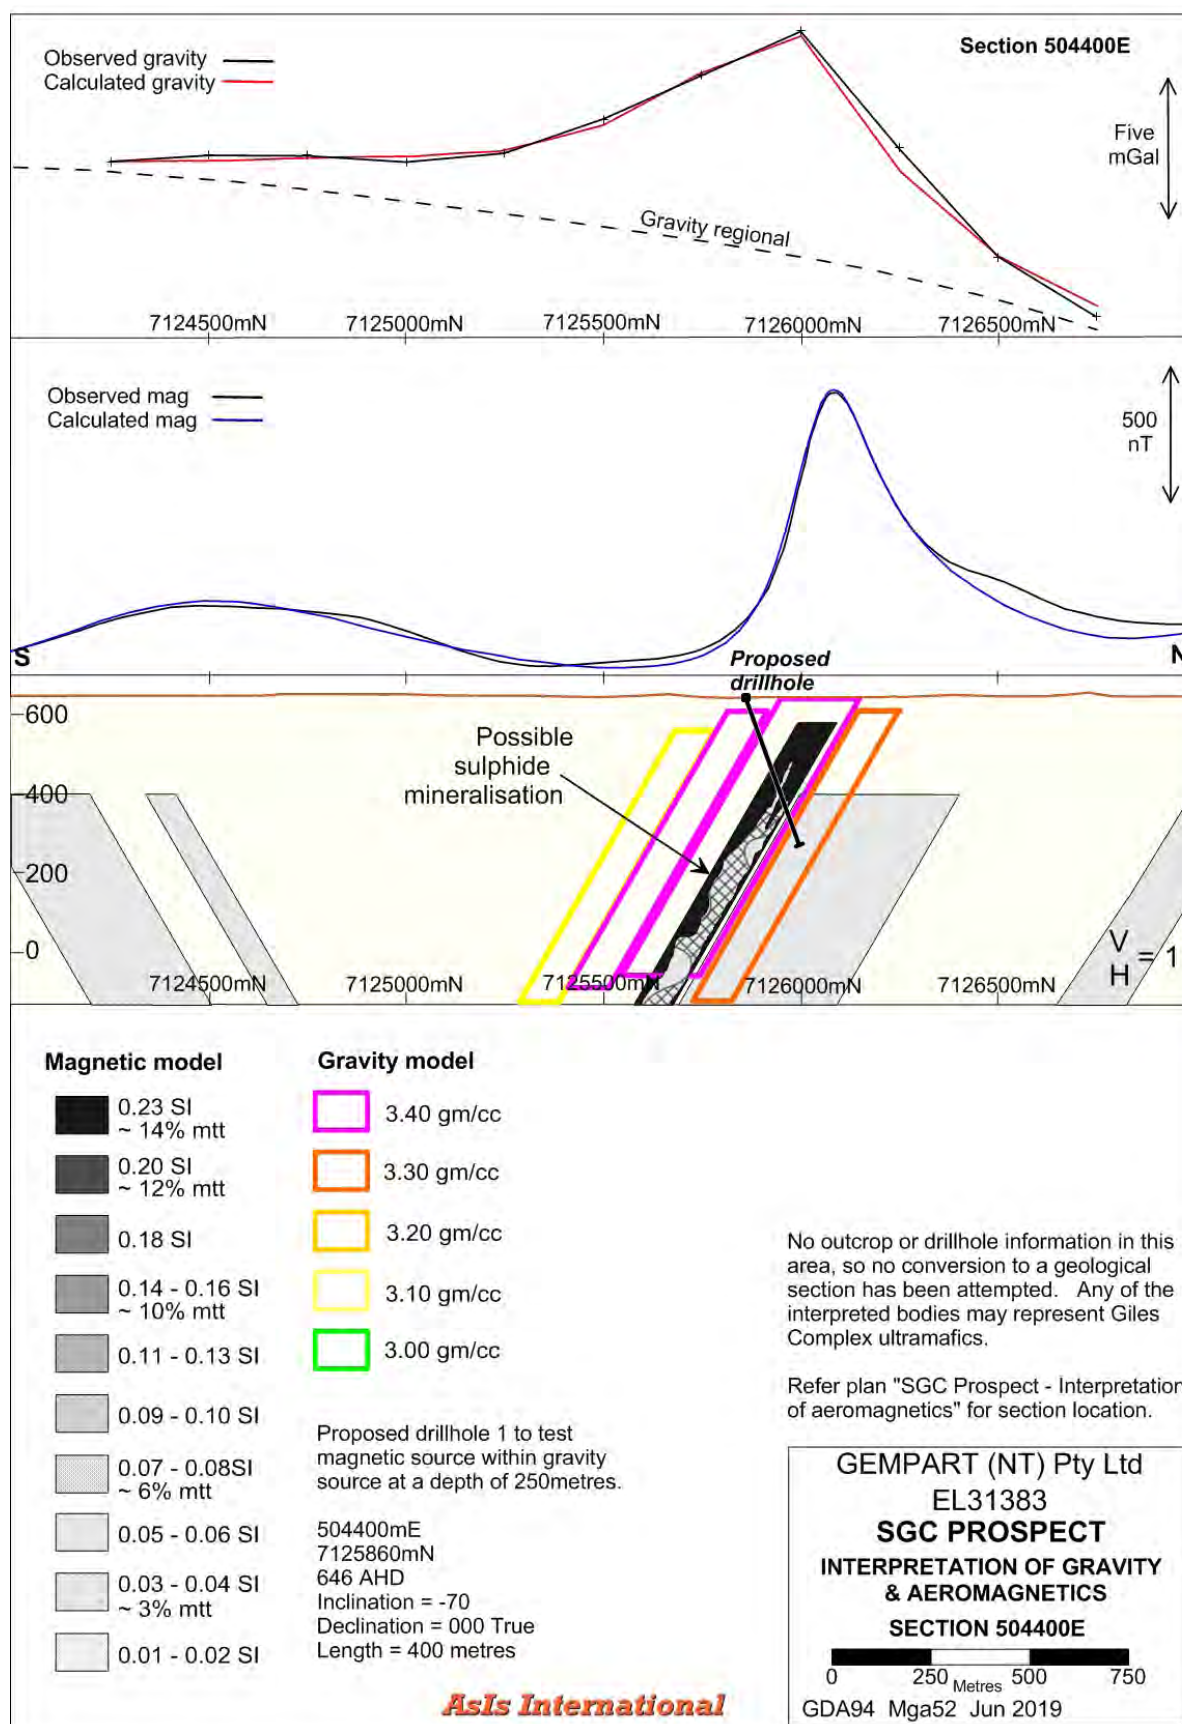 Observed gravity
Calculated gravity
Section 504400E
Five
mGal
Gravity regional
7124500mN
7125000mN
7125500mN
7126000mN
7126500mN
Observed mag
Calculated mag
500
nT
S
N
Proposed
drillhole
600
400
200
0
Possible
sulphide
mineralisation
7124500mN
7125000mN
7125500mN
7126000mN
7126500mN
V
H
= 1
Magnetic model
0.23 SI
~ 14% mtt
0.20 SI
~ 12% mtt
0.18 SI
0.14 - 0.16 SI
~ 10% mtt
0.11 - 0.13 SI
0.09 - 0.10 SI
0.07 - 0.08SI
~ 6% mtt
0.05 - 0.06 SI
0.03 - 0.04 SI
~ 3% mtt
0.01 - 0.02 SI
Gravity model
3.40 gm/cc
3.30 gm/cc
3.20 gm/cc
3.10 gm/cc
3.00 gm/cc
Proposed drillhole 1 to test
magnetic source within gravity
source at a depth of 250metres.
504400mE
7125860mN
646 AHD
Inclination = -70
Declination = 000 True
Length = 400 metres
No outcrop or drillhole information in this
area, so no conversion to a geological
section has been attempted. Any of the
interpreted bodies may represent Giles
Complex ultramafics.
Refer plan "SGC Prospect - Interpretation
of aeromagnetics" for section location.
GEMPART (NT) Pty Ltd
EL31383
SGC PROSPECT
INTERPRETATION OF GRAVITY
& AEROMAGNETICS
SECTION 504400E
0 250 500 750
Metres
GDA94 Mga52 Jun 2019
AsIs International